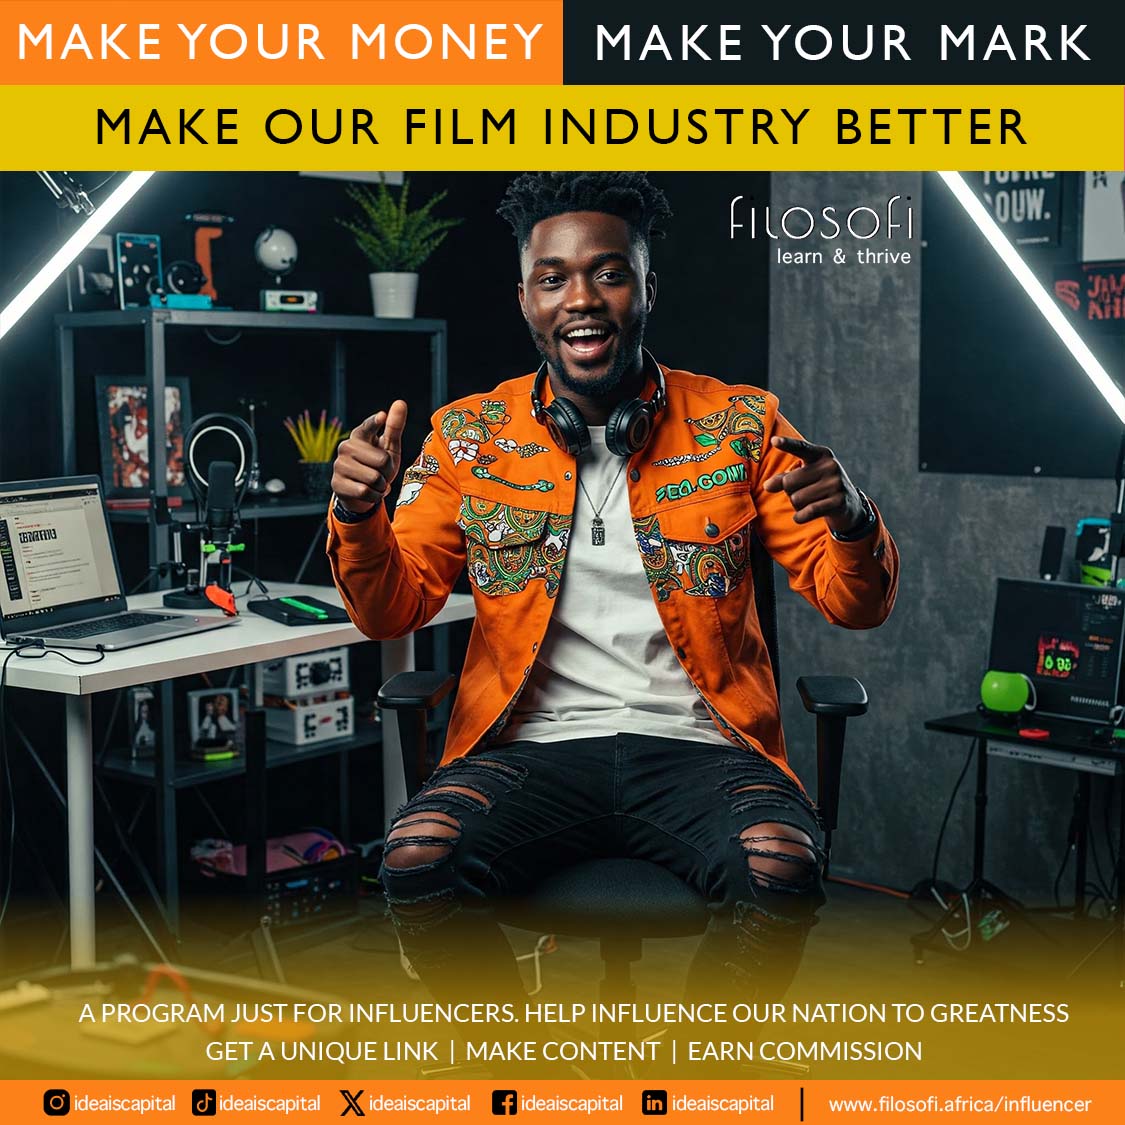 MAKE YOUR MONEY
MAKE YOUR MARK
MAKE OUR FILM INDUSTRY BETTER
filosofi
learn & thrive
OUW.
A PROGRAM JUST FOR INFLUENCERS. HELP INFLUENCE OUR NATION TO GREATNESS
GET A UNIQUE LINK | MAKE CONTENT | EARN COMMISSION
ideaiscapital ideaiscapital ideaiscapital ideaiscapital ideaiscapital | www.filosofi.africa/influencer